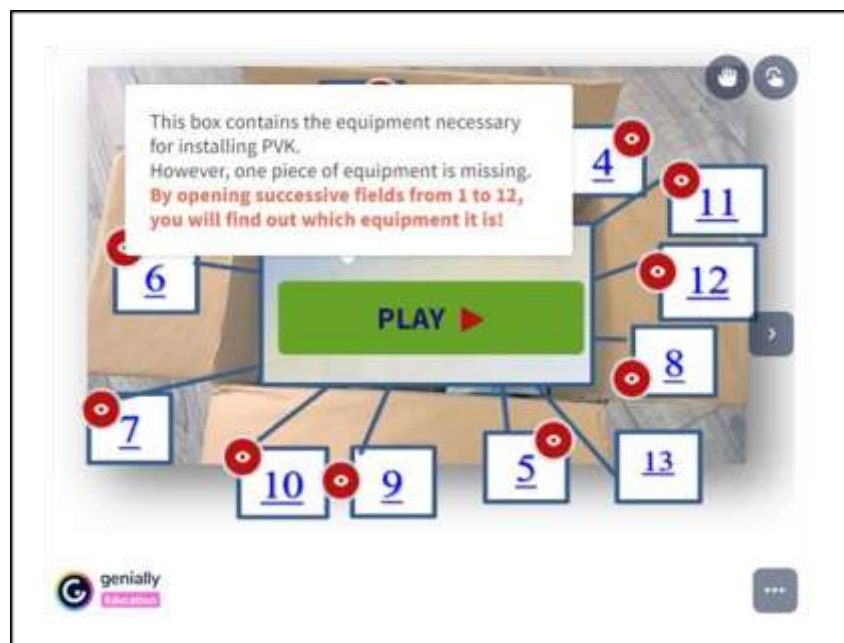 This box contains the equipment necessary
for installing PVK.
However, one piece of equipment is missing.
By opening successive fields from 1 to 12,
you will find out which equipment it is!
4
11
6
12
PLAY
8
7
10
9
5
13
genially
Education